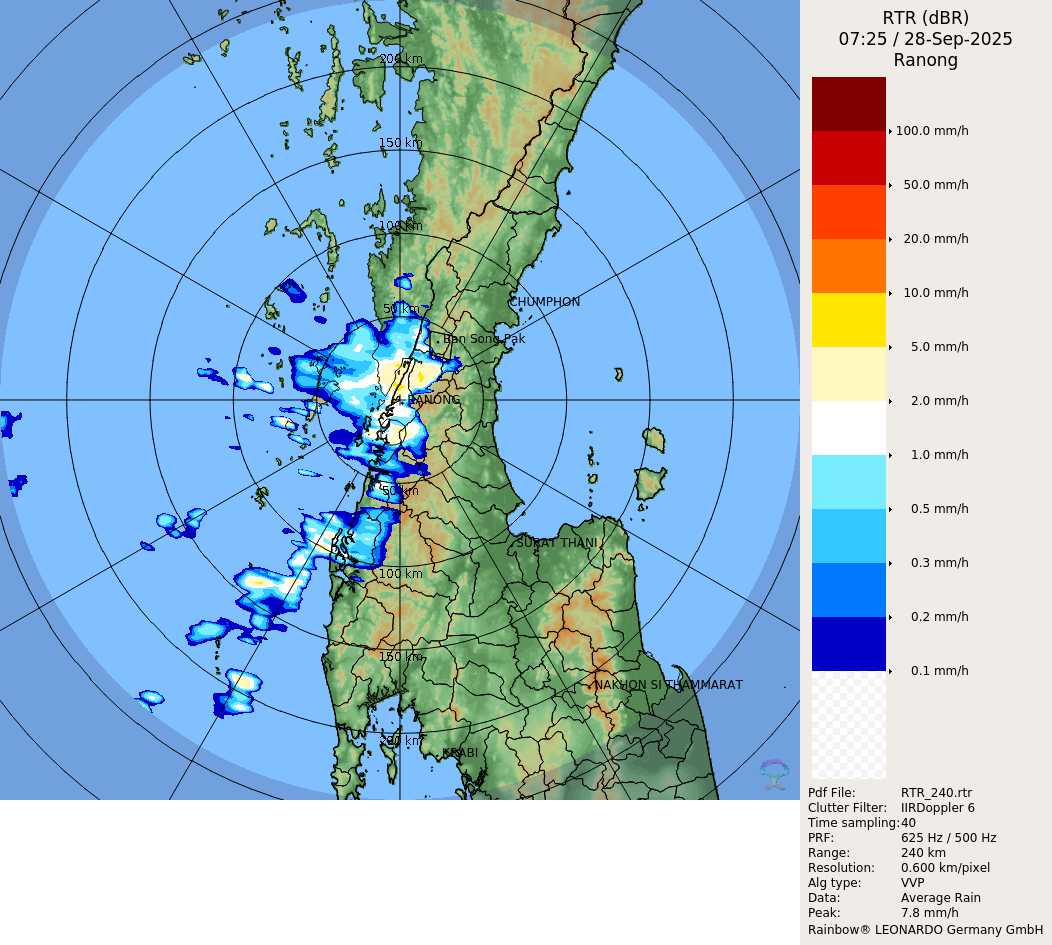 RTR (dBR)
07:25 / 28-Sep-2025
Ranong
200 km
150 km
100 km
50 km
CHUMPHON
Ban Song Pak
RANONG
50 km
SURAT THANI
100 km
150 km
NAKHON SI THAMMARAT
200 km
KRABI
100.0 mm/h
50.0 mm/h
20.0 mm/h
10.0 mm/h
5.0 mm/h
2.0 mm/h
1.0 mm/h
0.5 mm/h
0.3 mm/h
0.2 mm/h
0.1 mm/h
Pdf File: RTR_240.rtr
Clutter Filter: IIRDoppler 6
Time sampling:40
PRF: 625 Hz / 500 Hz
Range: 240 km
Resolution: 0.600 km/pixel
Alg type: VVP
Data: Average Rain
Peak: 7.8 mm/h
Rainbow® LEONARDO Germany GmbH